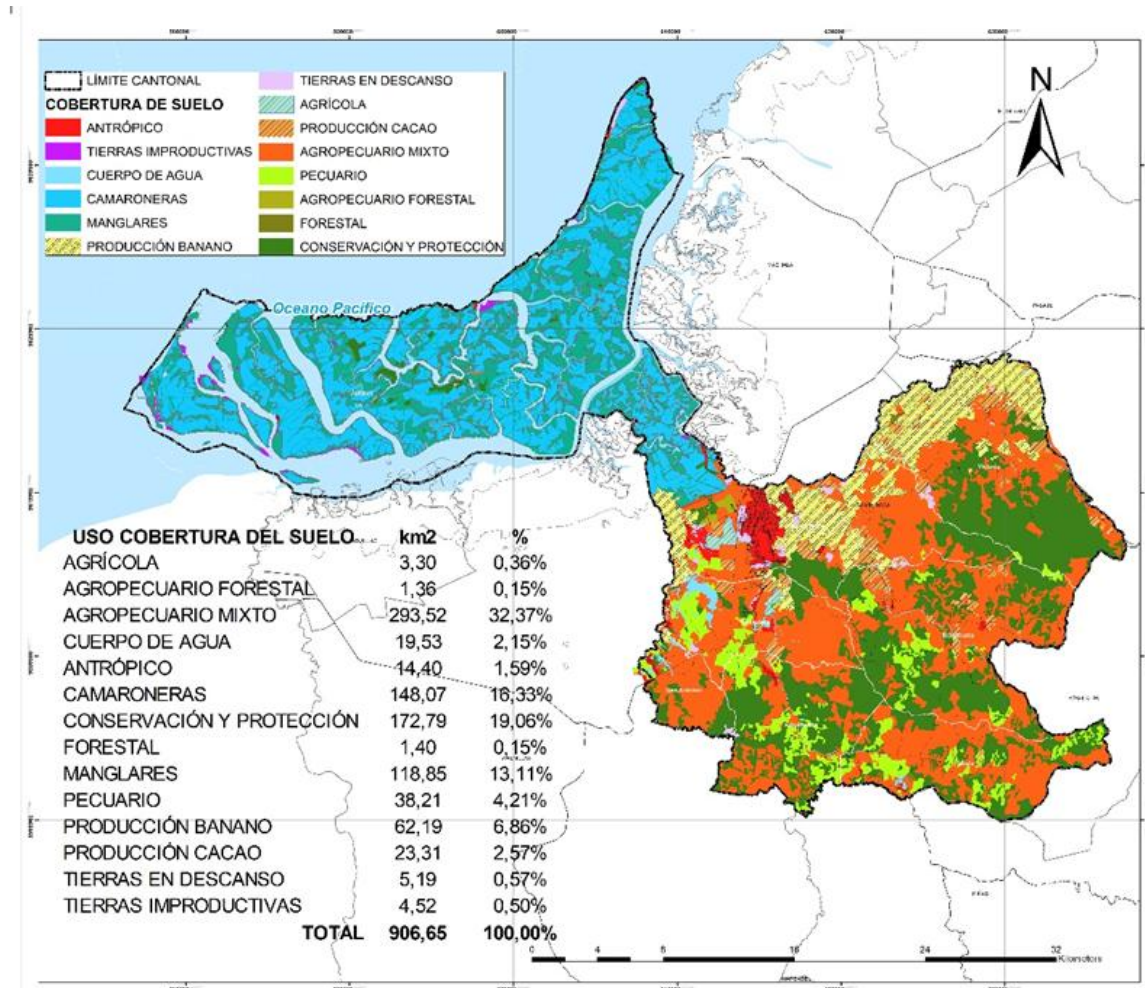 LÍMITE CANTONAL
COBERTURA DE SUELO
ANTRÓPICO
TIERRAS IMPRODUCTIVAS
CUERPO DE AGUA
CAMARONERAS
MANGLARES
PRODUCCIÓN BANANO
TIERRAS EN DESCANSO
AGRÍCOLA
PRODUCCIÓN CACAO
AGROPECUARIO MIXTO
PECUARIO
AGROPECUARIO FORESTAL
FORESTAL
CONSERVACIÓN Y PROTECCIÓN
N
Oceano Pacífico
USO COBERTURA DEL SUELO km2 %
AGRÍCOLA 3,30 0,36%
AGROPECUARIO FORESTAL 1,36 0,15%
AGROPECUARIO MIXTO 293,52 32,37%
CUERPO DE AGUA 19,53 2,15%
ANTRÓPICO 14,40 1,59%
CAMARONERAS 148,07 16,33%
CONSERVACIÓN Y PROTECCIÓN 172,79 19,06%
FORESTAL 1,40 0,15%
MANGLARES 118,85 13,11%
PECUARIO 38,21 4,21%
PRODUCCIÓN BANANO 62,19 6,86%
PRODUCCIÓN CACAO 23,31 2,57%
TIERRAS EN DESCANSO 5,19 0,57%
TIERRAS IMPRODUCTIVAS 4,52 0,50%
TOTAL 906,65 100,00%
0 4 8 16 24 32
Kilometers